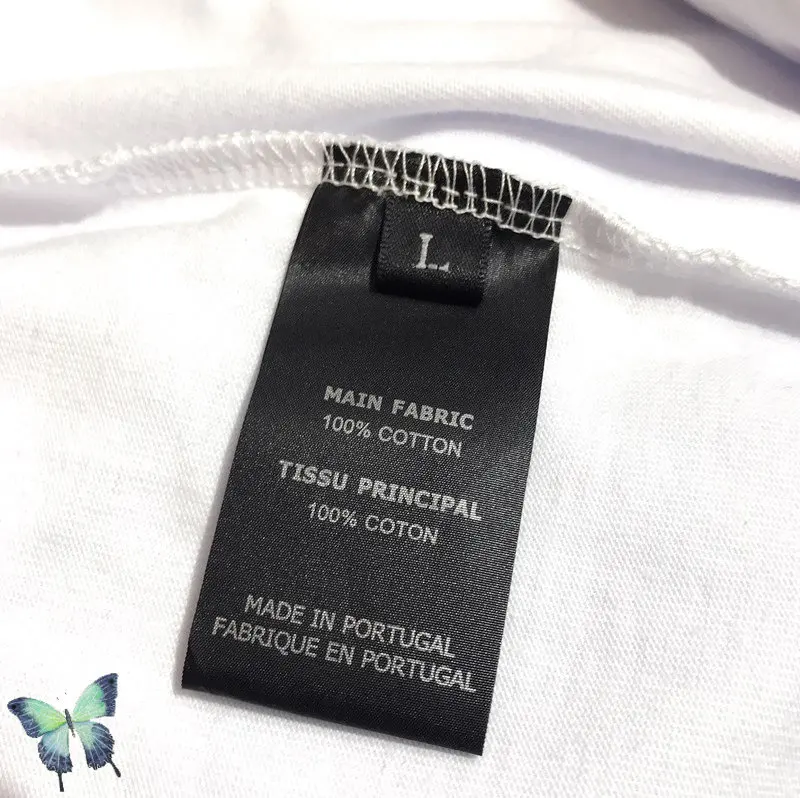 L
MAIN FABRIC
100% COTTON
TISSU PRINCIPAL
100% COTON
MADE IN PORTUGAL
FABRIQUE EN PORTUGAL